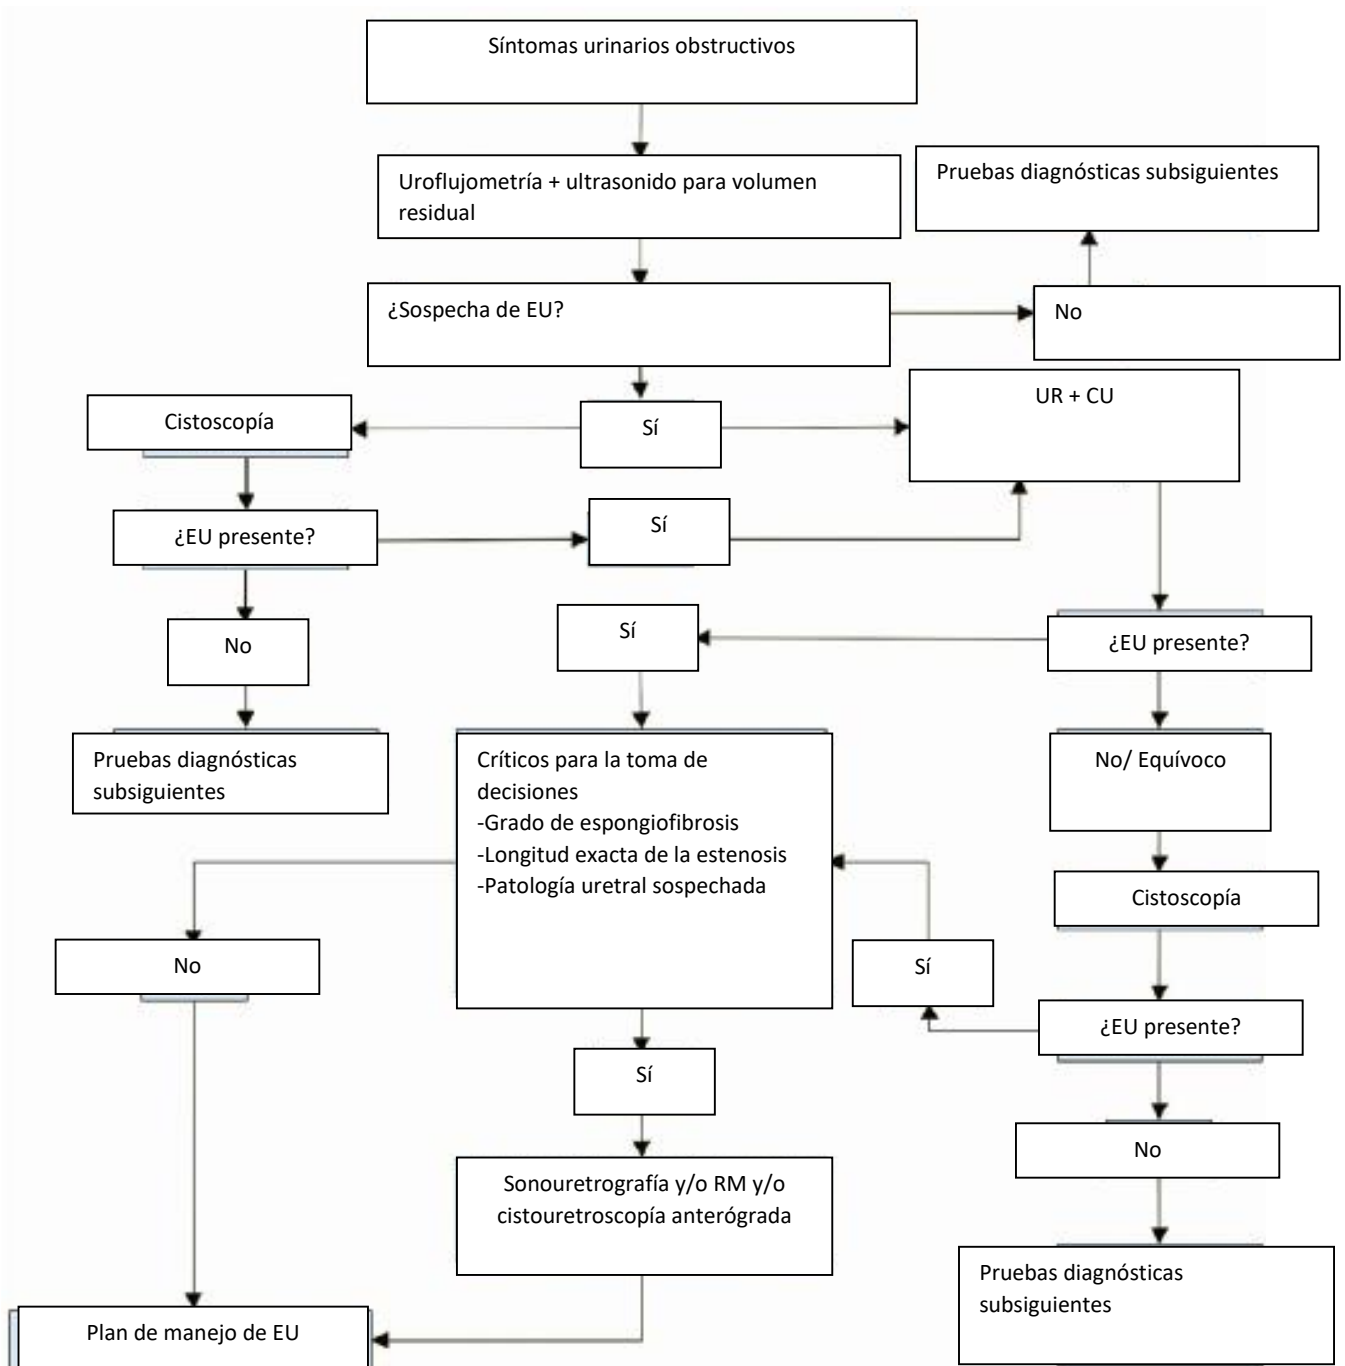 Síntomas urinarios obstructivos
Uroflujometría + ultrasonido para volumen
residual
Pruebas diagnósticas subsiguientes
¿Sospecha de EU?
No
UR + CU
Cistoscopía
Sí
¿EU presente?
Sí
Sí
¿EU presente?
No
Pruebas diagnósticas
subsiguientes
Críticos para la toma de
decisiones
-Grado de espongiofibrosis
-Longitud exacta de la estenosis
-Patología uretral sospechada
No/ Equívoco
Cistoscopía
No
Sí
¿EU presente?
Sí
No
Sonouretrografía y/o RM y/o
cistouretroscopía anterógrada
Pruebas diagnósticas
subsiguientes
Plan de manejo de EU